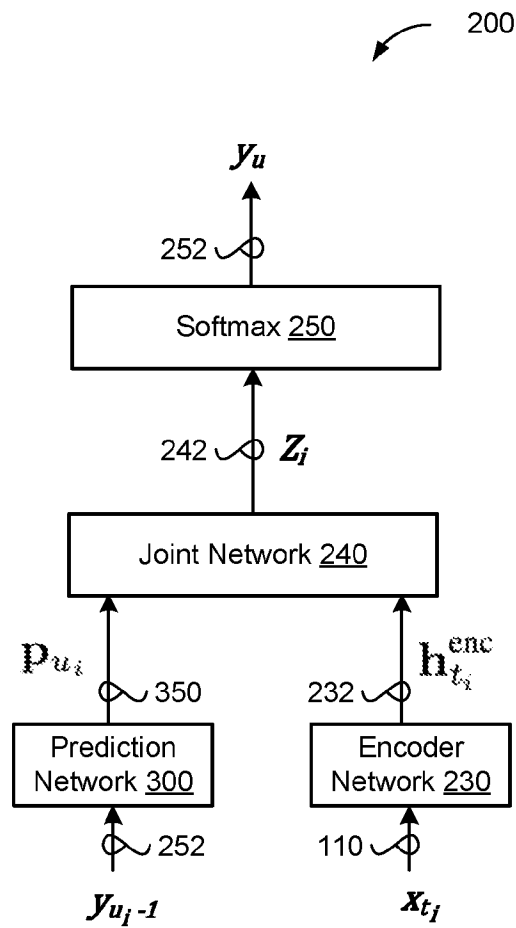 200
y_u
252
Softmax 250
242 Z_i
Joint Network 240
p_{u_i} h_{t_i}^{enc}
350 232
Prediction Encoder
Network 300 Network 230
252 110
y_{u_i -1} x_{t_i}